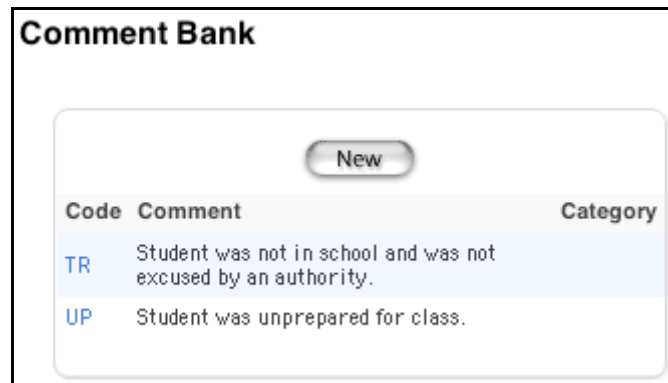 Comment Bank
New
Code Comment Category
TR Student was not in school and was not
excused by an authority.
UP Student was unprepared for class.